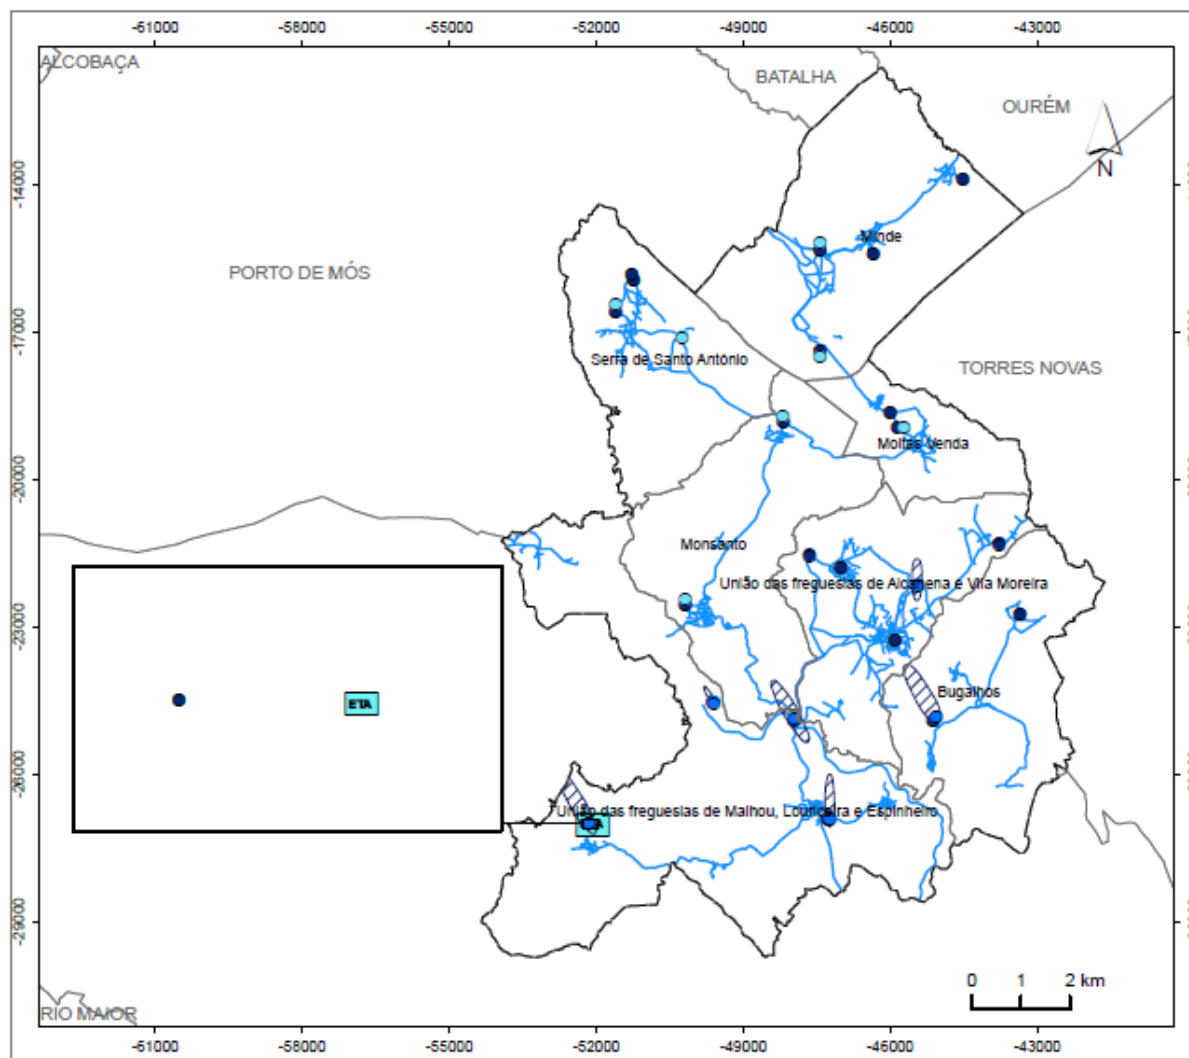 -61000 -58000 -55000 -52000 -49000 -46000 -43000
ALCOBAÇA
BATALHA
OURÉM
N
-14000
Minde
PORTO DE MÓS
-17000
Serra de Santo António
TORRES NOVAS
Moitas Venda
-20000
Monsanto
União das freguesias de Alcanena e Vila Moreira
-23000
Bugalhos
ETA
-26000
União das freguesias de Malhou, Louriceira e Espinheiro
-29000
0 1 2 km
RIO MAIOR
-61000 -58000 -55000 -52000 -49000 -46000 -43000